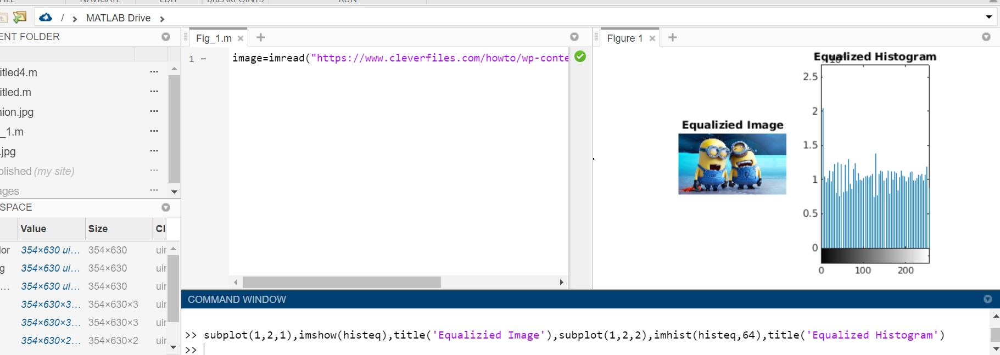 NAVIGATE EDIT BREAKPOINTS RUN
/ MATLAB Drive
ENT FOLDER
itled4.m ...
itled.m ...
nion.jpg ...
_1.m ...
.jpg ...
blished (my site) ...
ages ...
SPACE
Value Size Cl
lor 354×630 ui... 354×630 uir
g 354×630 ui... 354×630 uir
... 354×630 ui... 354×630 uir
354×630×3... 354×630×3 uir
354×630×3... 354×630×3 uir
354×630×2... 354×630×2 uir
Fig_1.m × +
1 – image=imread("https://www.cleverfiles.com/howto/wp-conte
Figure 1 × +
Equalizied Image
Equalized Histogram
2.5
2
1.5
1
0.5
0
0 100 200
COMMAND WINDOW
>> subplot(1,2,1),imshow(histeq),title('Equalizied Image'),subplot(1,2,2),imhist(histeq,64),title('Equalized Histogram')
>>